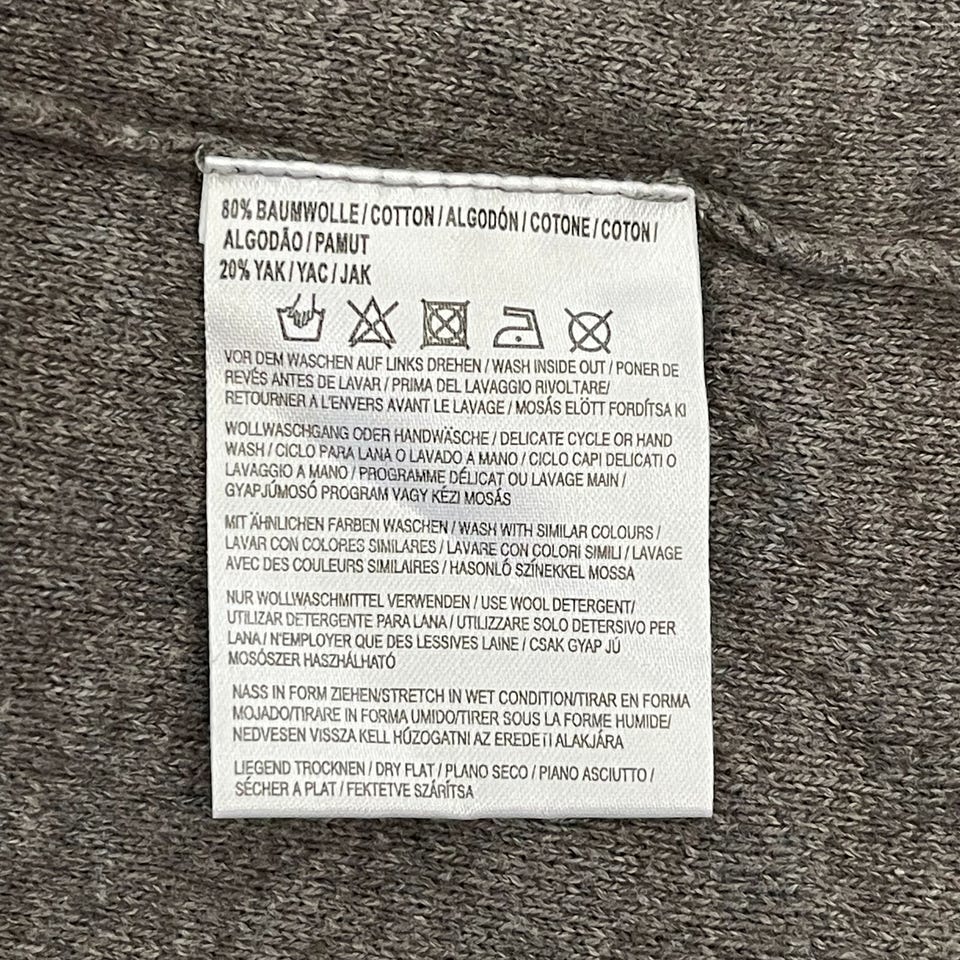 80% BAUMWOLLE / COTTON / ALGODÓN / COTONE / COTON /
ALGODÃO / PAMUT
20% YAK / YAC / JAK
VOR DEM WASCHEN AUF LINKS DREHEN / WASH INSIDE OUT / PONER DE
REVÉS ANTES DE LAVAR / PRIMA DEL LAVAGGIO RIVOLTARE/
RETOURNER A L'ENVERS AVANT LE LAVAGE / MOSÁS ELÖTT FORDÍTSA KI
WOLLWASCHGANG ODER HANDWÄSCHE / DELICATE CYCLE OR HAND
WASH / CICLO PARA LANA O LAVADO A MANO / CICLO CAPI DELICATI O
LAVAGGIO A MANO / PROGRAMME DÉLICAT OU LAVAGE MAIN /
GYAPJÚMOSÓ PROGRAM VAGY KÉZI MOSÁS
MIT ÄHNLICHEN FARBEN WASCHEN / WASH WITH SIMILAR COLOURS /
LAVAR CON COLORES SIMILARES / LAVARE CON COLORI SIMILI / LAVAGE
AVEC DES COULEURS SIMILAIRES / HASONLÓ SZÍNEKKEL MOSSA
NUR WOLLWASCHMITTEL VERWENDEN / USE WOOL DETERGENT/
UTILIZAR DETERGENTE PARA LANA / UTILIZZARE SOLO DETERSIVO PER
LANA / N'EMPLOYER QUE DES LESSIVES LAINE / CSAK GYAP JÚ
MOSÓSZER HASZHÁLHATÓ
NASS IN FORM ZIEHEN/STRETCH IN WET CONDITION/TIRAR EN FORMA
MOJADO/TIRARE IN FORMA UMIDO/TIRER SOUS LA FORME HUMIDE/
NEDVESEN VISSZA KELL HÚZOGATNI AZ EREDETI ALAKJÁRA
LIEGEND TROCKNEN / DRY FLAT / PLANO SECO / PIANO ASCIUTTO /
SÉCHER A PLAT / FEKTETVE SZÁRÍTSA